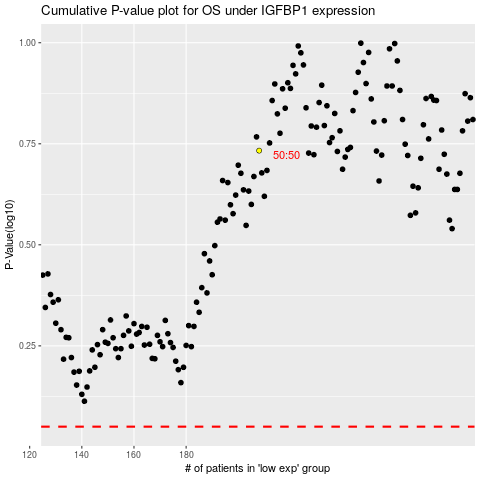 Cumulative P-value plot for OS under IGFBP1 expression
1.00
0.75
0.50
0.25
P-Value(log10)
50:50
120 140 160 180
# of patients in 'low exp' group